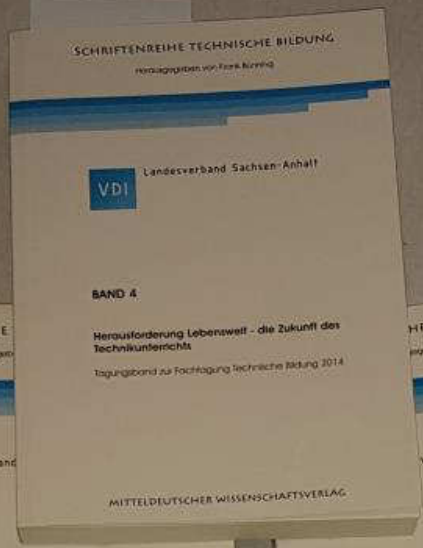 SCHRIFTENREIHE TECHNISCHE BILDUNG
Herausgegeben von Frank Bünning
VDI
Landesverband Sachsen-Anhalt
BAND 4
Herausforderung Lebenswelt - die Zukunft des
Technikunterrichts
Tagungsband zur Fachtagung Technische Bildung 2014
MITTELDEUTSCHER WISSENSCHAFTSVERLAG